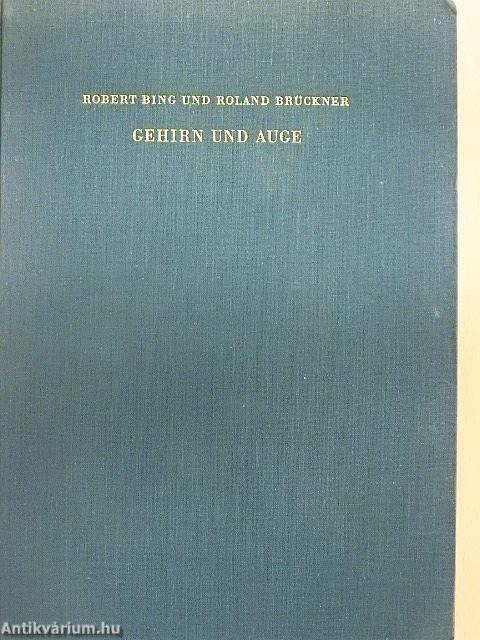 ROBERT BING UND ROLAND BRÜCKNER
GEHIRN UND AUGE
Antikvárium.hu